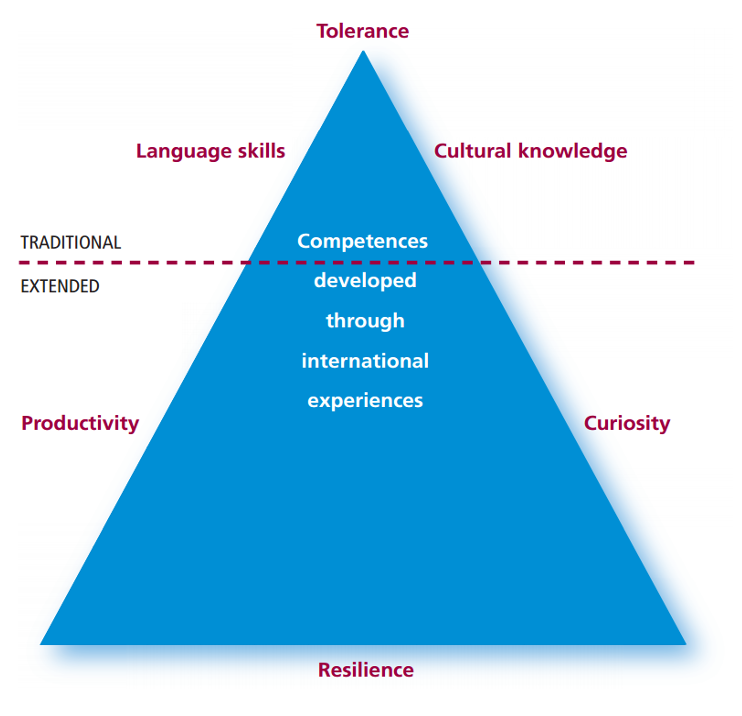 Tolerance
Language skills
Cultural knowledge
TRADITIONAL
Competences
EXTENDED
developed
through
international
experiences
Productivity
Curiosity
Resilience